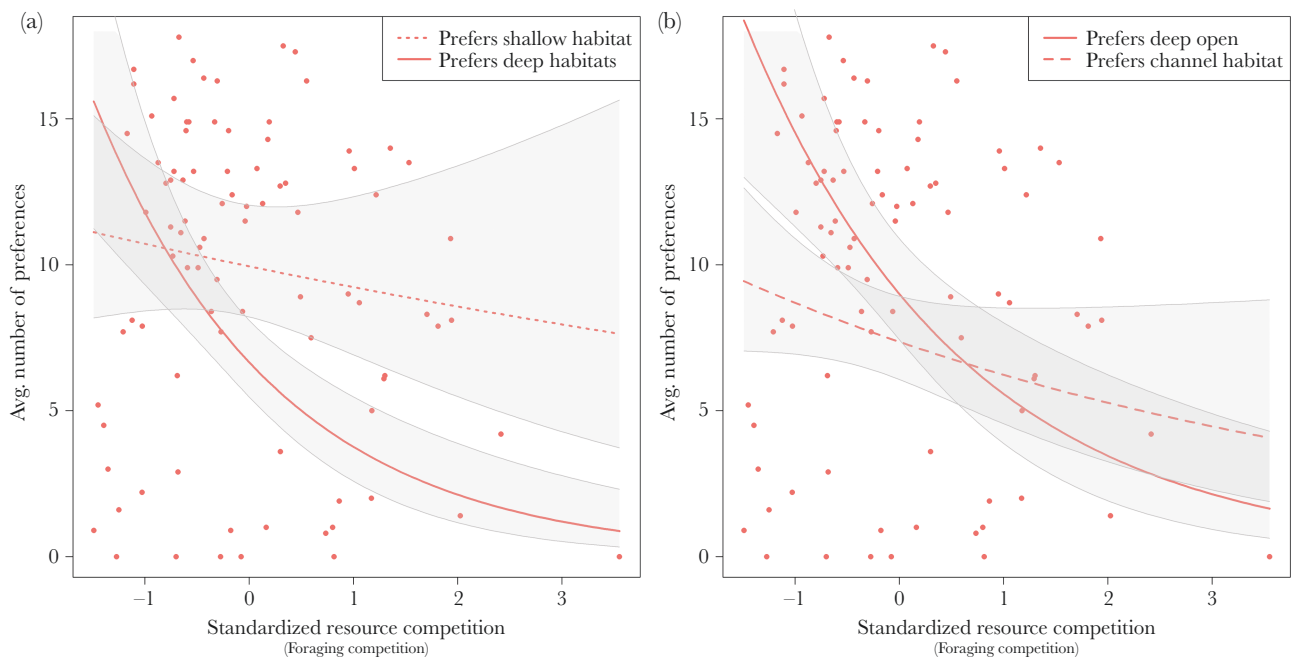 (a)
Prefers shallow habitat
Prefers deep habitats
15
10
5
0
Avg. number of preferences
−1 0 1 2 3
Standardized resource competition
(Foraging competition)
(b)
Prefers deep open
Prefers channel habitat
15
10
5
0
Avg. number of preferences
−1 0 1 2 3
Standardized resource competition
(Foraging competition)